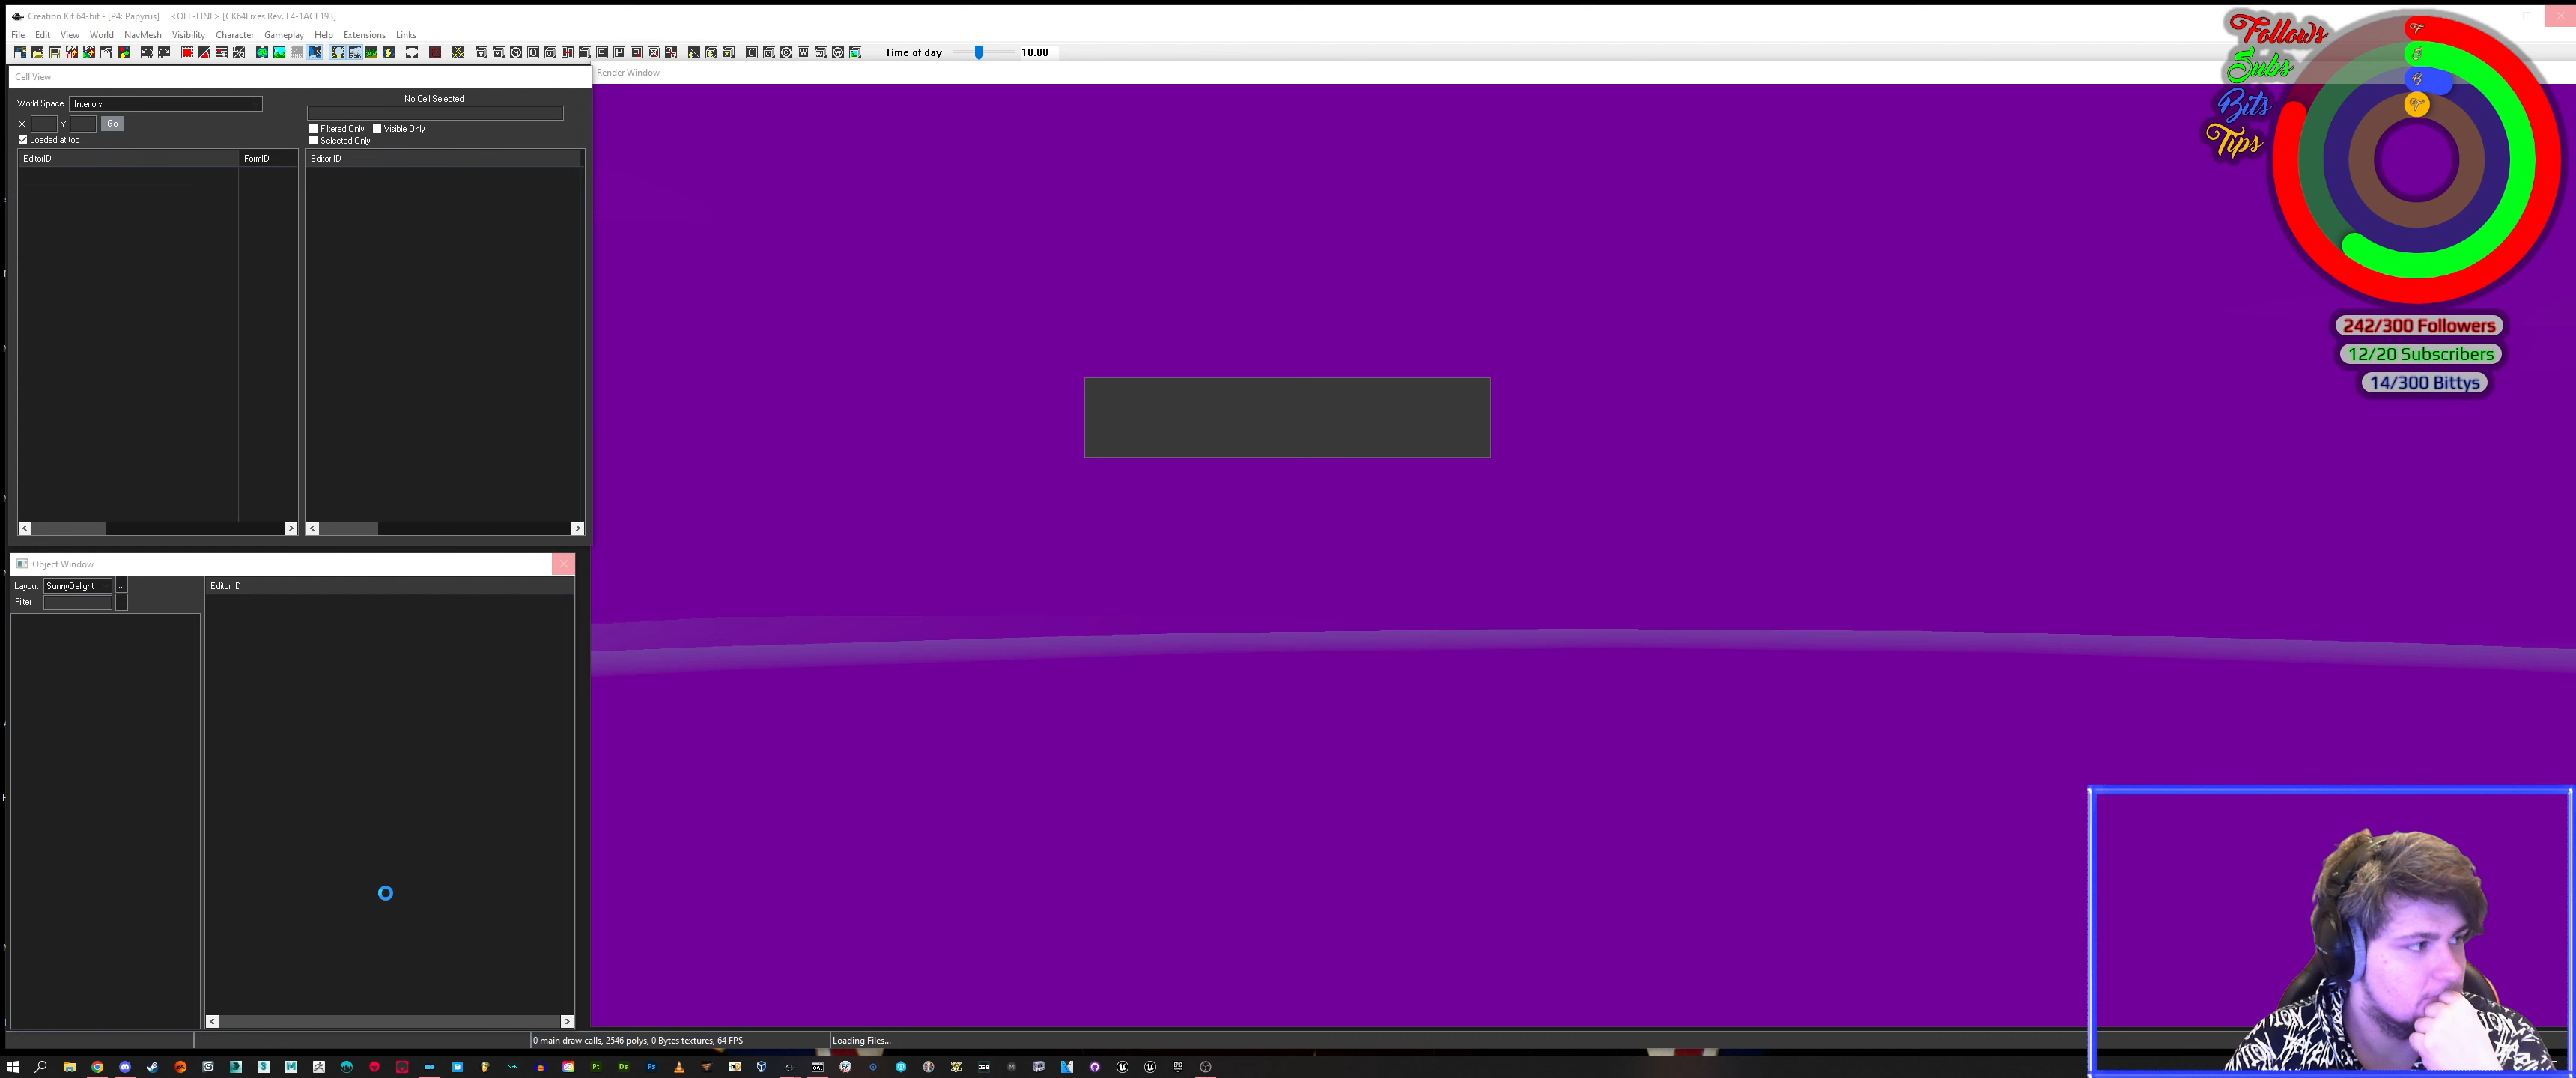 Creation Kit 64-bit - [P4: Papyrus] <OFF-LINE> [CK64Fixes Rev. F4-1ACE193]
File Edit View World NavMesh Visibility Character Gameplay Help Extensions Links
Time of day 10.00
Cell View
Render Window
World Space Interiors
No Cell Selected
X Y Go
Filtered Only Visible Only
Loaded at top
Selected Only
EditorID FormID
Editor ID
Object Window
Layout SunnyDelight ...
Filter
Editor ID
Follows
Subs
Bits
Tips
242/300 Followers
12/20 Subscribers
14/300 Bittys
0 main draw calls, 2546 polys, 0 Bytes textures, 64 FPS
Loading Files...
Pt Ds Ps
bae